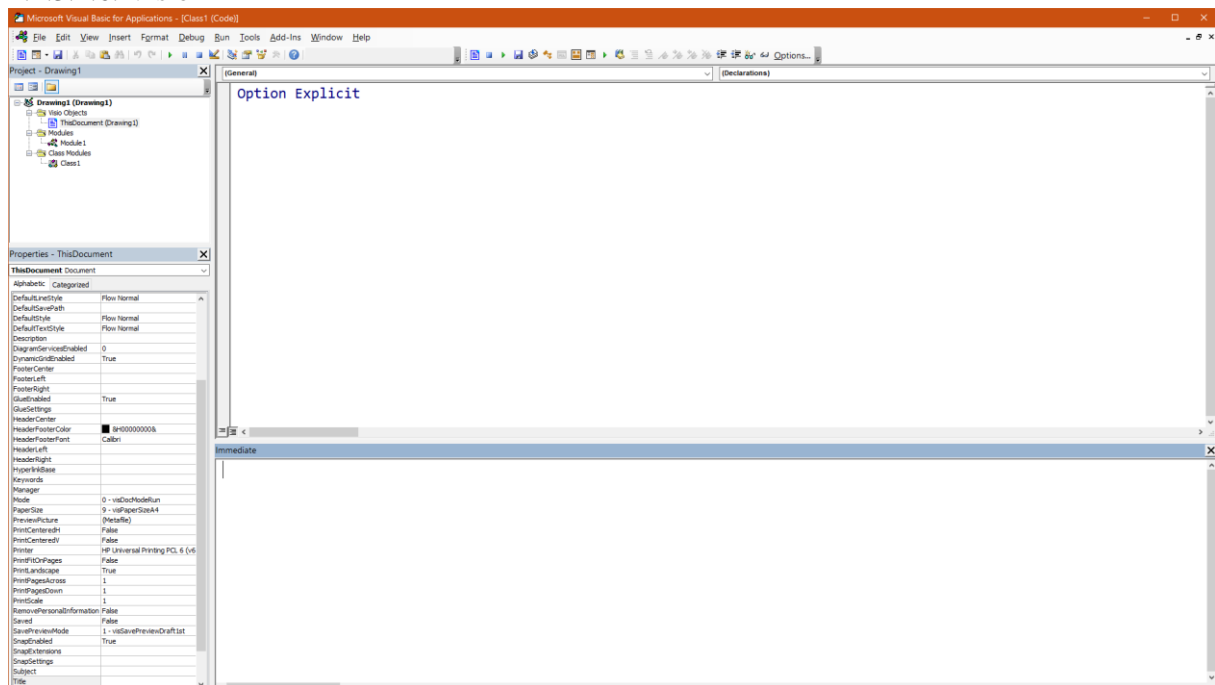 Microsoft Visual Basic for Applications - [Class1 (Code)]
File Edit View Insert Format Debug Run Tools Add-Ins Window Help
Options...
Project - Drawing1
(General)
(Declarations)
Option Explicit
Drawing1 (Drawing1)
Visio Objects
ThisDocument (Drawing1)
Modules
Module1
Class Modules
Class1
Properties - ThisDocument
ThisDocument Document
Alphabetic Categorized
DefaultLineStyle Flow Normal
DefaultSavePath
DefaultStyle Flow Normal
DefaultTextStyle Flow Normal
Description
DiagramServicesEnabled 0
DynamicGridEnabled True
FooterCenter
FooterLeft
FooterRight
GlueEnabled True
GlueSettings
HeaderCenter
HeaderFooterColor &H00000000&
HeaderFooterFont Calibri
HeaderLeft
HeaderRight
HyperlinkBase
Keywords
Manager
Mode 0 - visDocModeRun
PaperSize 9 - visPaperSizeA4
PreviewPicture (Metafile)
PrintCenteredH False
PrintCenteredV False
Printer HP Universal Printing PCL 6 (v6
PrintFitOnPages False
PrintLandscape True
PrintPagesAcross 1
PrintPagesDown 1
PrintScale 1
RemovePersonalInformation False
Saved False
SavePreviewMode 1 - visSavePreviewDraft1st
SnapEnabled True
SnapExtensions
SnapSettings
Subject
Title
Immediate